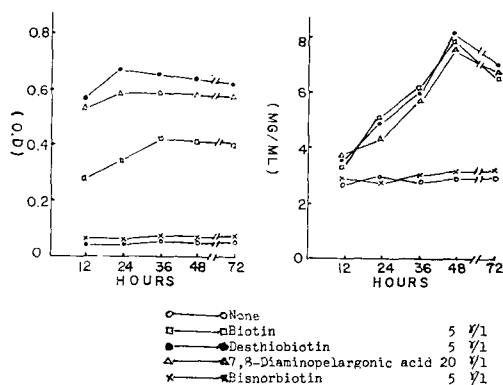 0.8
0.6
0.4
0.2
0
(O.D)
12 24 36 48 72
HOURS
8
6
4
2
0
(MG/ML)
12 24 36 48 72
HOURS
None
Biotin 5 γ/l
Desthiobiotin 5 γ/l
7,8-Diaminopelargonic acid 20 γ/l
Bisnorbiotin 5 γ/l